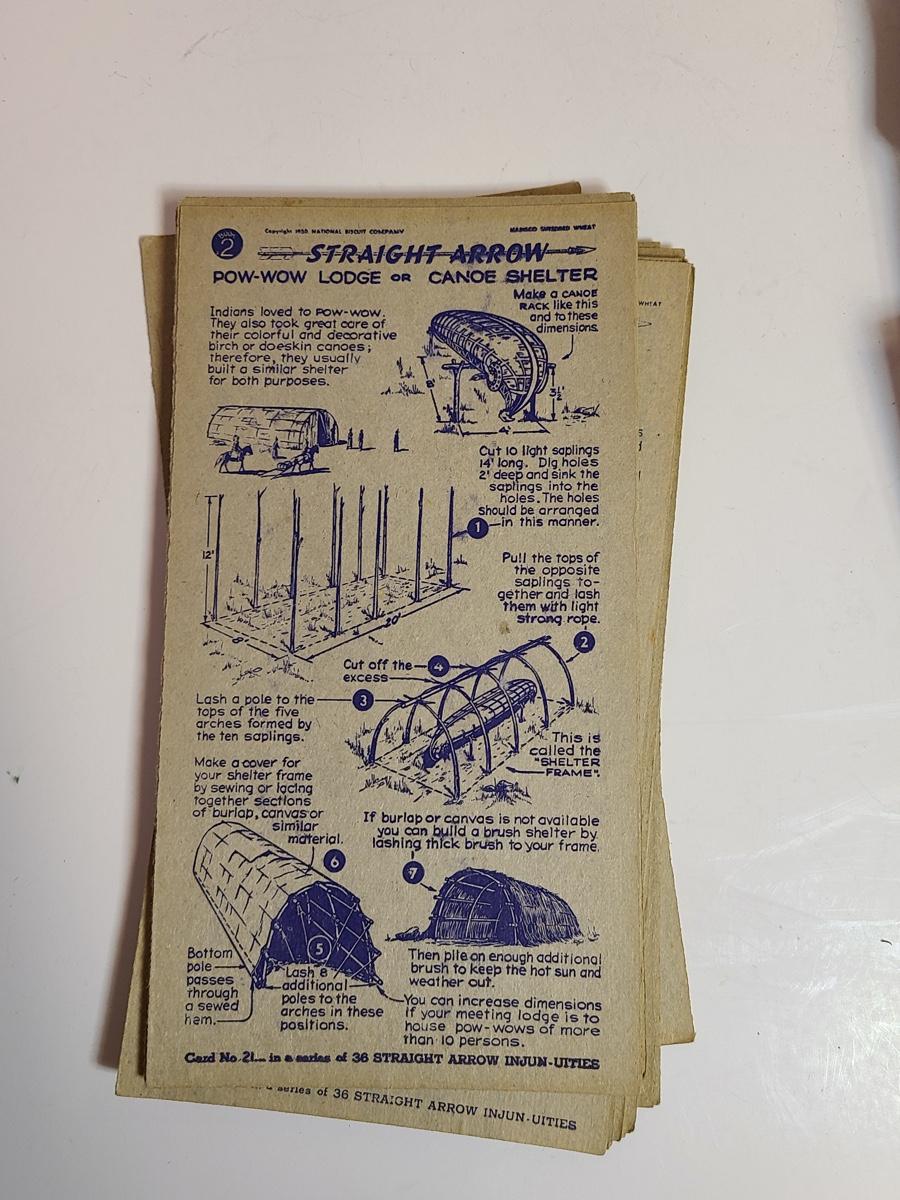 BOOK
2
Copyright 1950 NATIONAL BISCUIT COMPANY
NABISCO SHREDDED WHEAT
STRAIGHT ARROW
POW-WOW LODGE OR CANOE SHELTER
Indians loved to POW-WOW.
They also took great care of
their colorful and decorative
birch or doeskin canoes;
therefore, they usually
built a similar shelter
for both purposes.
Make a CANOE
RACK like this
and to these
dimensions.
3½'
4'
Cut 10 light saplings
14' long. Dig holes
2' deep and sink the
saplings into the
holes. The holes
should be arranged
in this manner.
1
12'
8'
20'
Pull the tops of
the opposite
saplings to-
gether and lash
them with light
strong rope.
2
Cut off the
excess
4
3
Lash a pole to the
tops of the five
arches formed by
the ten saplings.
This is
called the
"SHELTER
FRAME".
Make a cover for
your shelter frame
by sewing or lacing
together sections
of burlap, canvas or
similar
material.
6
If burlap or canvas is not available
you can build a brush shelter by
lashing thick brush to your frame.
7
5
Bottom
pole
passes
through
a sewed
hem.
Lash 8
additional
poles to the
arches in these
positions.
Then pile on enough additional
brush to keep the hot sun and
weather out.
You can increase dimensions
if your meeting lodge is to
house pow-wows of more
than 10 persons.
Card No. 21... in a series of 36 STRAIGHT ARROW INJUN-UITIES
a series of 36 STRAIGHT ARROW INJUN-UITIES
WHEAT